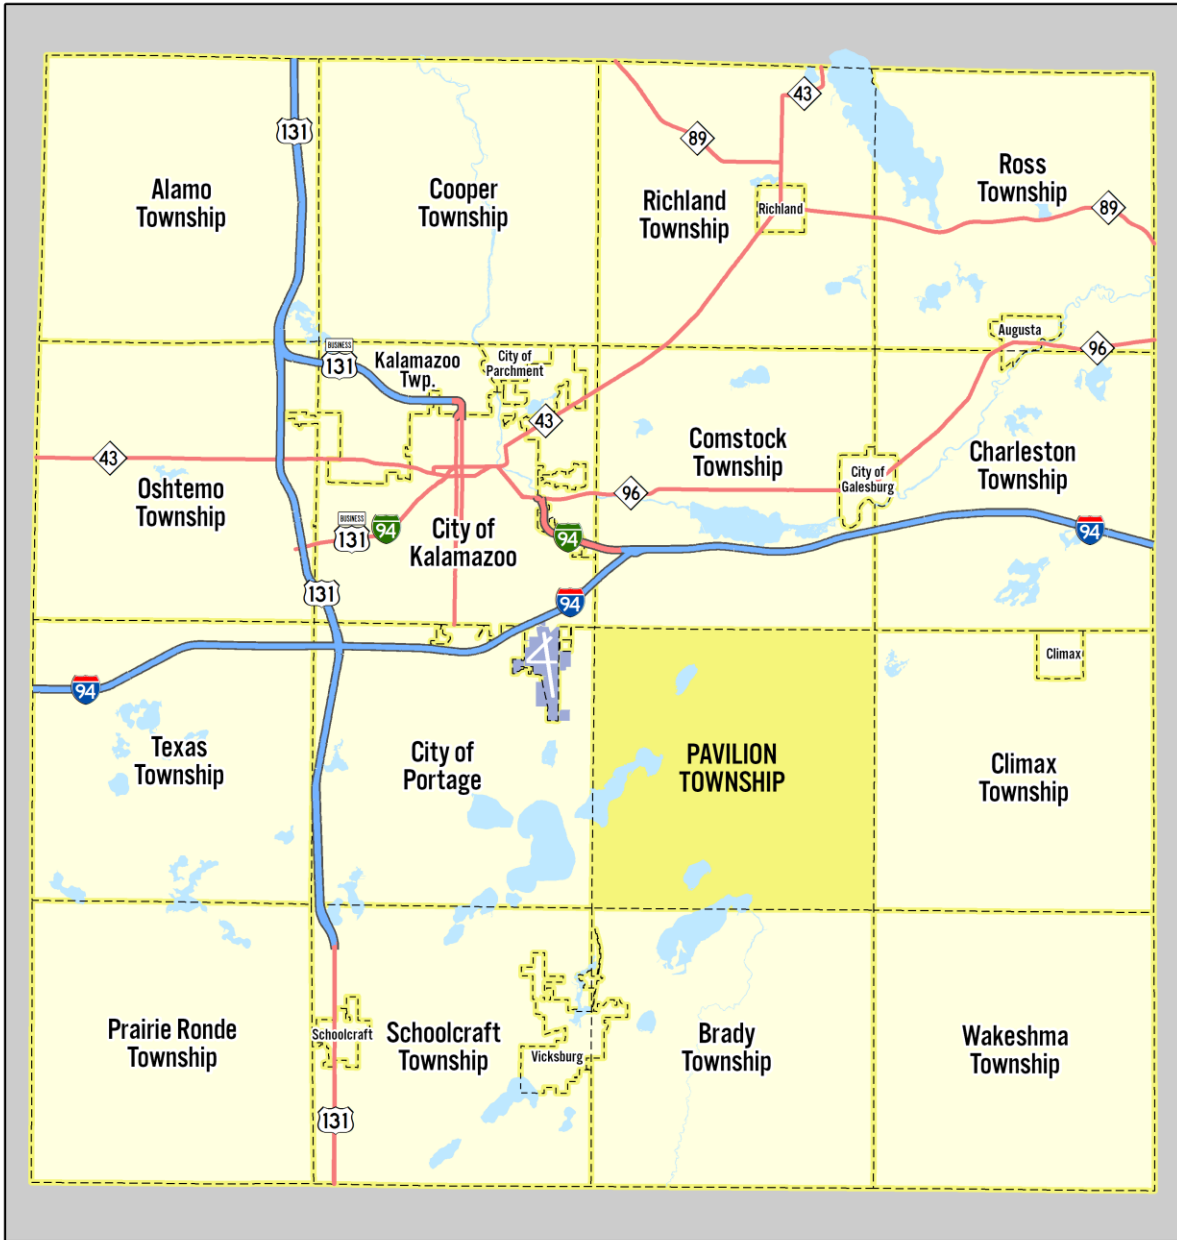 43
131
89
Ross
Township
Alamo
Township
Cooper
Township
Richland
Township
Richland
89
Augusta
96
BUSINESS
131
Kalamazoo
Twp.
City of
Parchment
43
Comstock
Township
Charleston
Township
43
City of
Galesburg
Oshtemo
Township
96
BUSINESS
131
94
City of
Kalamazoo
94
94
131
94
Climax
94
Texas
Township
City of
Portage
PAVILION
TOWNSHIP
Climax
Township
Prairie Ronde
Township
Schoolcraft
Schoolcraft
Township
Vicksburg
Brady
Township
Wakeshma
Township
131